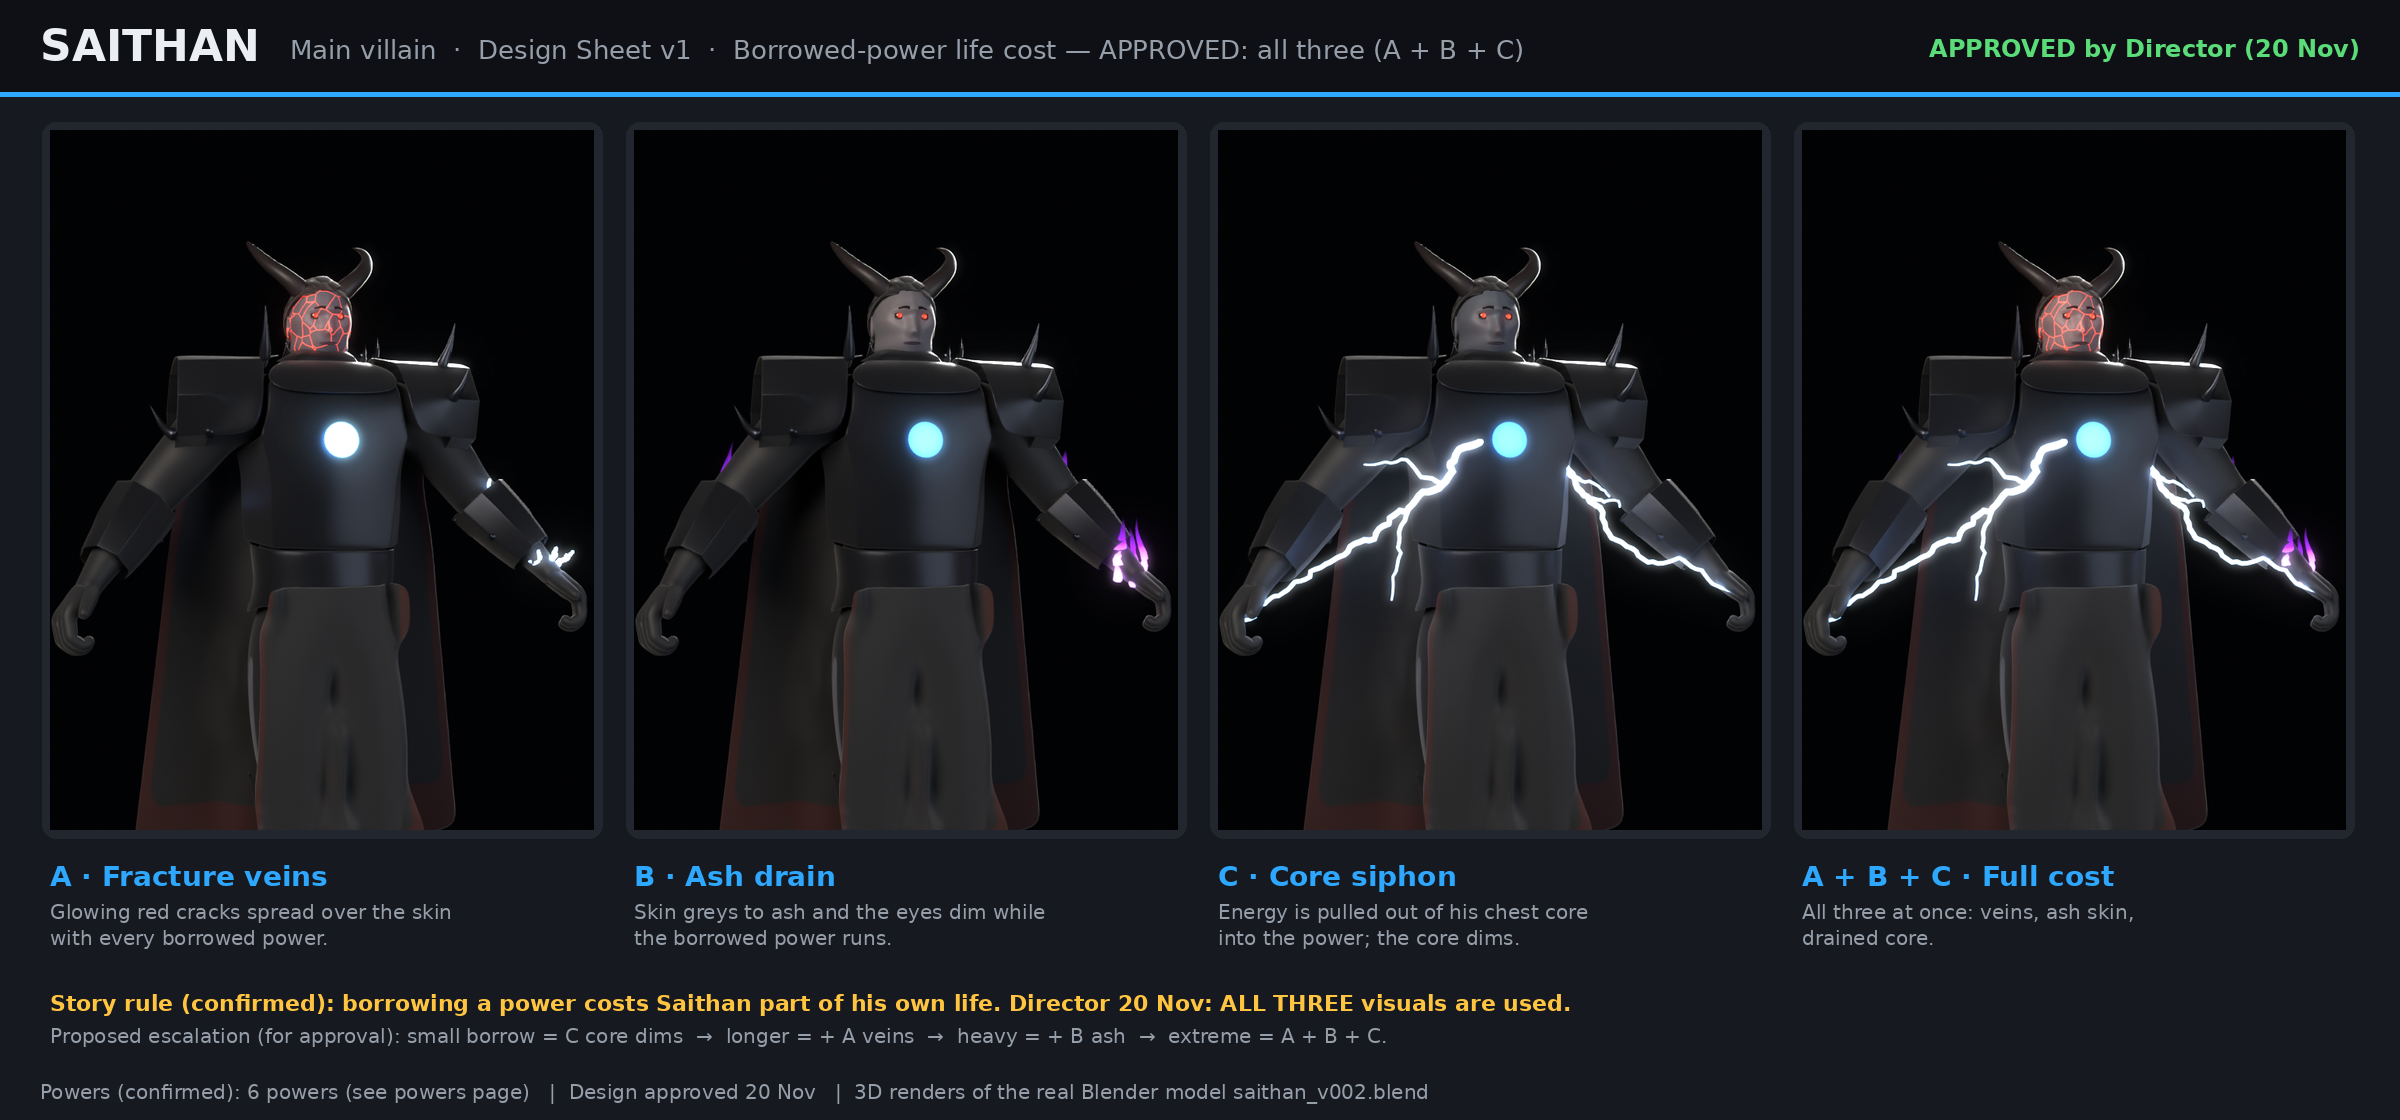 SAITHAN Main villain · Design Sheet v1 · Borrowed-power life cost — APPROVED: all three (A + B + C) APPROVED by Director (20 Nov)
A · Fracture veins
Glowing red cracks spread over the skin
with every borrowed power.
B · Ash drain
Skin greys to ash and the eyes dim while
the borrowed power runs.
C · Core siphon
Energy is pulled out of his chest core
into the power; the core dims.
A + B + C · Full cost
All three at once: veins, ash skin,
drained core.
Story rule (confirmed): borrowing a power costs Saithan part of his own life. Director 20 Nov: ALL THREE visuals are used.
Proposed escalation (for approval): small borrow = C core dims → longer = + A veins → heavy = + B ash → extreme = A + B + C.
Powers (confirmed): 6 powers (see powers page) | Design approved 20 Nov | 3D renders of the real Blender model saithan_v002.blend